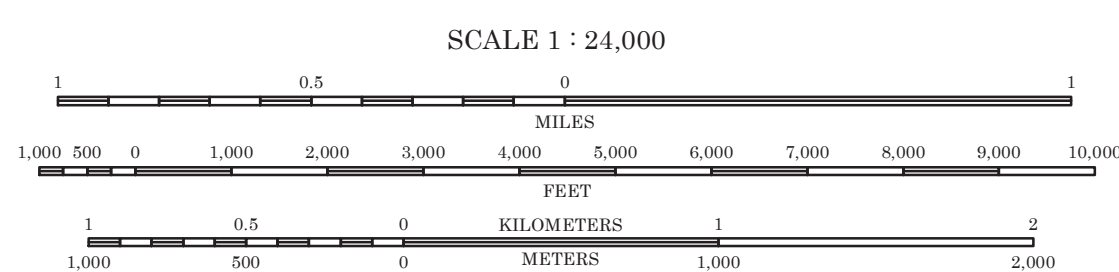 SCALE 1 : 24,000
1 0.5 0 1
MILES
1,000 500 0 1,000 2,000 3,000 4,000 5,000 6,000 7,000 8,000 9,000 10,000
FEET
1 0.5 0 KILOMETERS 1 2
1,000 500 0 METERS 1,000 2,000